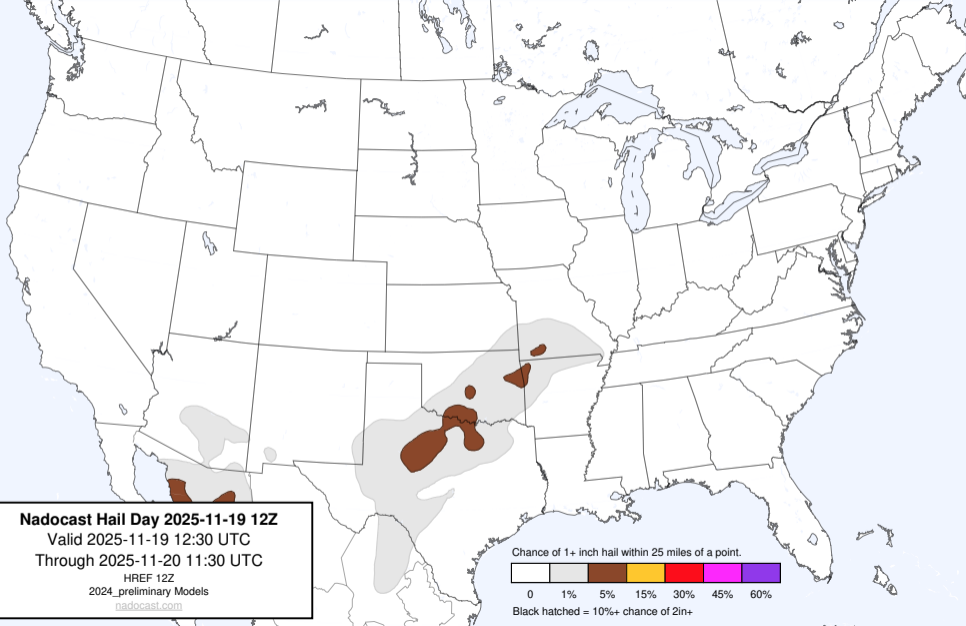 Nadocast Hail Day 2025-11-19 12Z
Valid 2025-11-19 12:30 UTC
Through 2025-11-20 11:30 UTC
HREF 12Z
2024_preliminary Models
nadocast.com
Chance of 1+ inch hail within 25 miles of a point.
0 1% 5% 15% 30% 45% 60%
Black hatched = 10%+ chance of 2in+